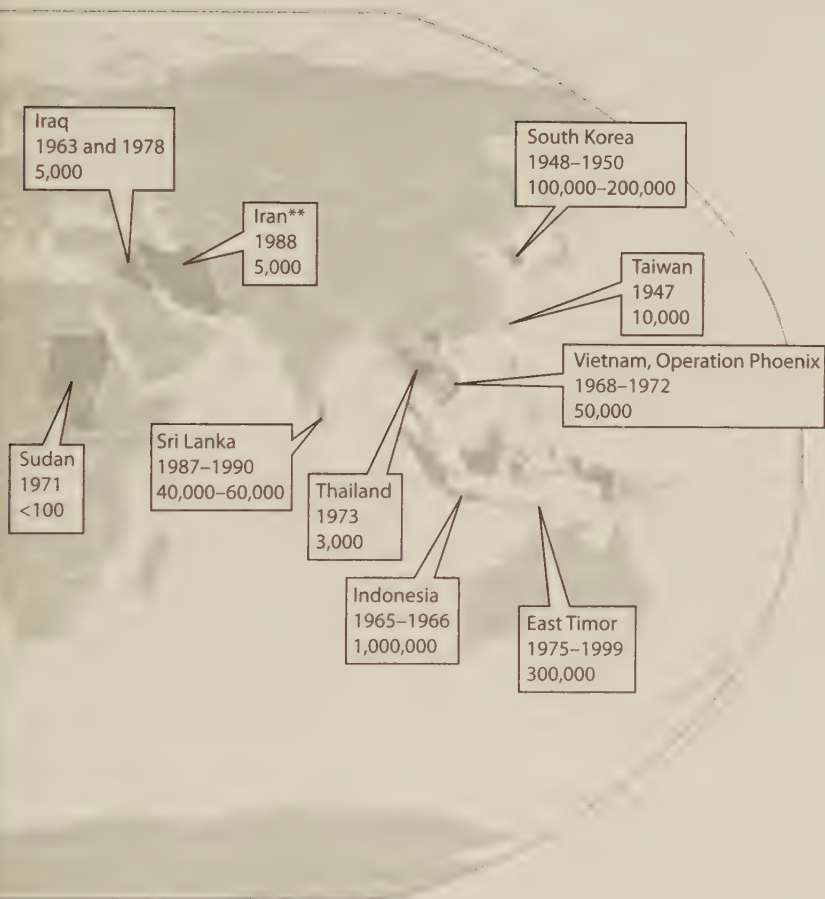 Iraq
1963 and 1978
5,000
Iran**
1988
5,000
South Korea
1948–1950
100,000–200,000
Taiwan
1947
10,000
Vietnam, Operation Phoenix
1968–1972
50,000
Sudan
1971
<100
Sri Lanka
1987–1990
40,000–60,000
Thailand
1973
3,000
Indonesia
1965–1966
1,000,000
East Timor
1975–1999
300,000